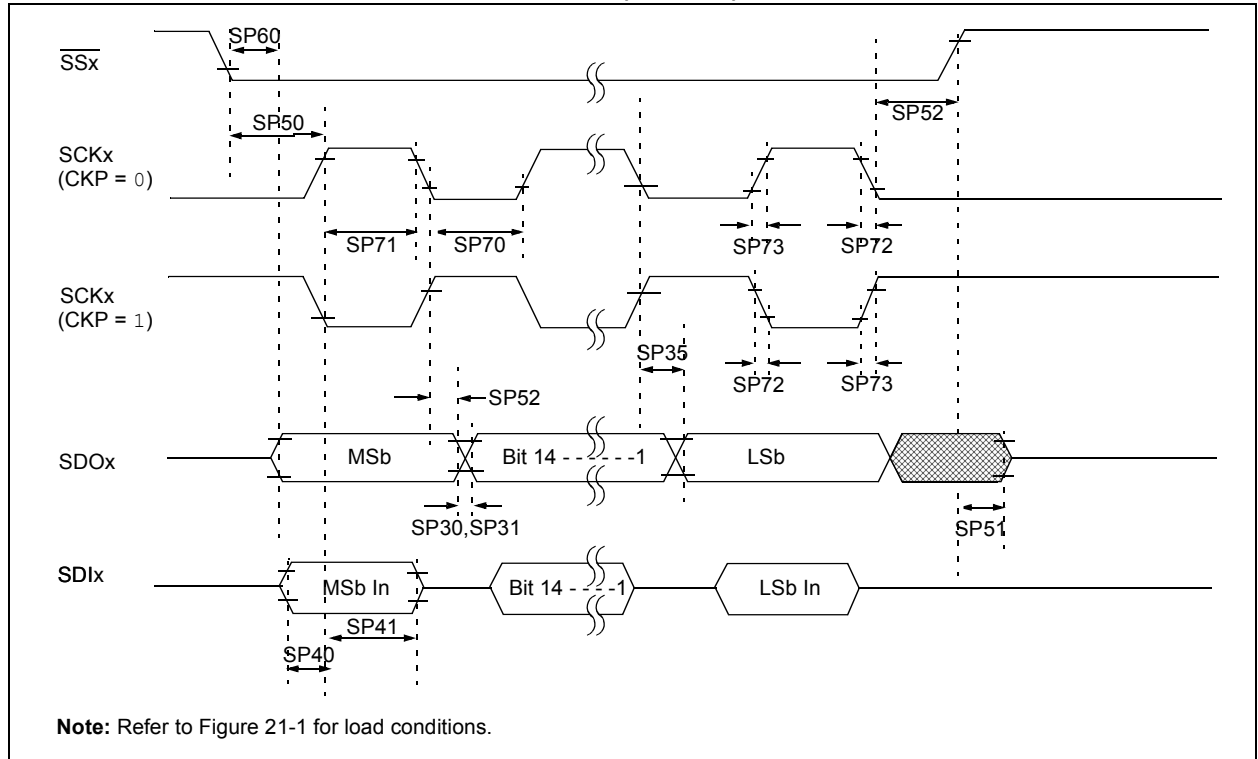 SP60
SSx
SP52
SP50
SCKx
(CKP = 0)
SP71
SP70
SP73
SP72
SCKx
(CKP = 1)
SP35
SP72
SP73
SP52
SDOx
MSb
Bit 14 - - - - - -1
LSb
SP30,SP31
SP51
SDIx
MSb In
Bit 14 - - - -1
LSb In
SP41
SP40
Note: Refer to Figure 21-1 for load conditions.